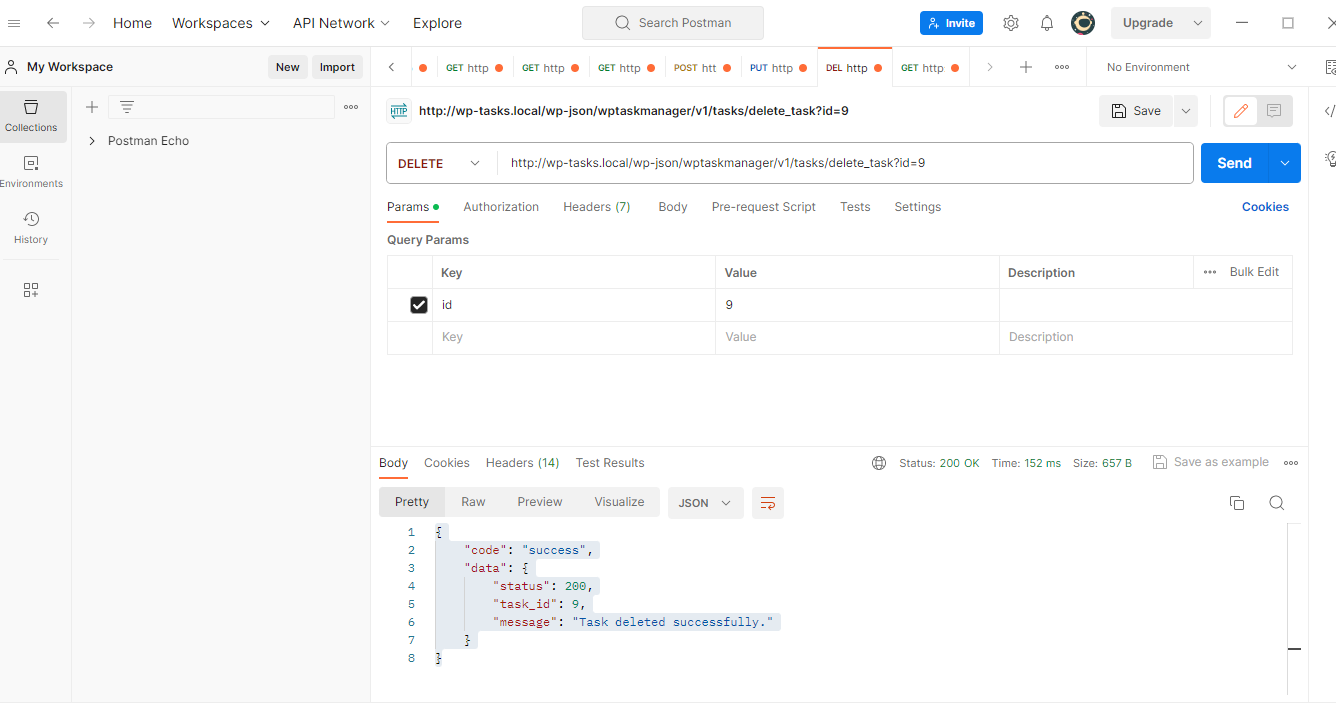 Home Workspaces API Network Explore Search Postman Invite Upgrade
My Workspace New Import GET http GET http GET http POST htt PUT http DEL http GET http No Environment
Collections
Environments
History
Postman Echo
HTTP http://wp-tasks.local/wp-json/wptaskmanager/v1/tasks/delete_task?id=9 Save
DELETE http://wp-tasks.local/wp-json/wptaskmanager/v1/tasks/delete_task?id=9 Send
Params Authorization Headers (7) Body Pre-request Script Tests Settings Cookies
Query Params
Key Value Description Bulk Edit
id 9
Key Value Description
Body Cookies Headers (14) Test Results Status: 200 OK Time: 152 ms Size: 657 B Save as example
Pretty Raw Preview Visualize JSON
1 {
2 "code": "success",
3 "data": {
4 "status": 200,
5 "task_id": 9,
6 "message": "Task deleted successfully."
7 }
8 }